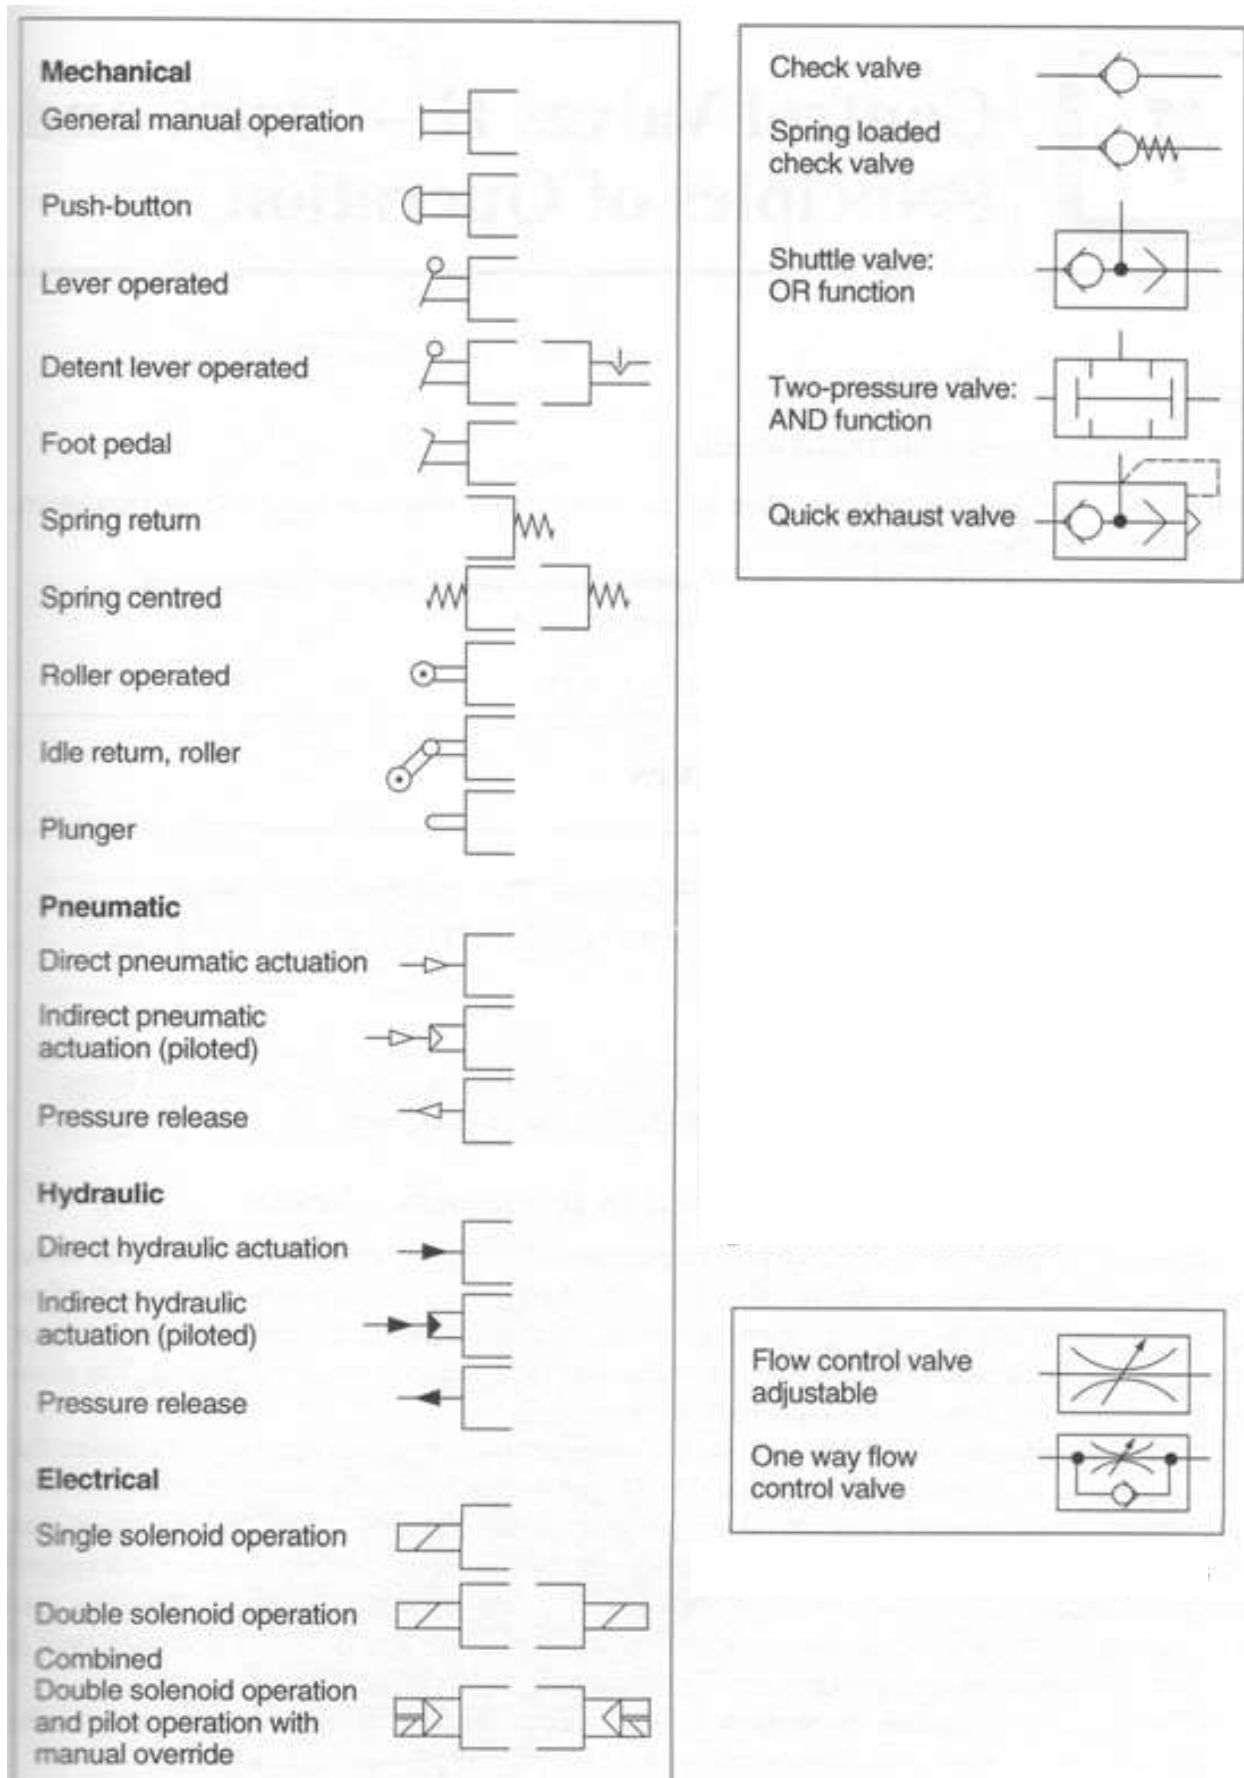 Mechanical
General manual operation
Push-button
Lever operated
Detent lever operated
Foot pedal
Spring return
Spring centred
Roller operated
Idle return, roller
Plunger
Pneumatic
Direct pneumatic actuation
Indirect pneumatic
actuation (piloted)
Pressure release
Hydraulic
Direct hydraulic actuation
Indirect hydraulic
actuation (piloted)
Pressure release
Electrical
Single solenoid operation
Double solenoid operation
Combined
Double solenoid operation
and pilot operation with
manual override
Check valve
Spring loaded
check valve
Shuttle valve:
OR function
Two-pressure valve:
AND function
Quick exhaust valve
Flow control valve
adjustable
One way flow
control valve